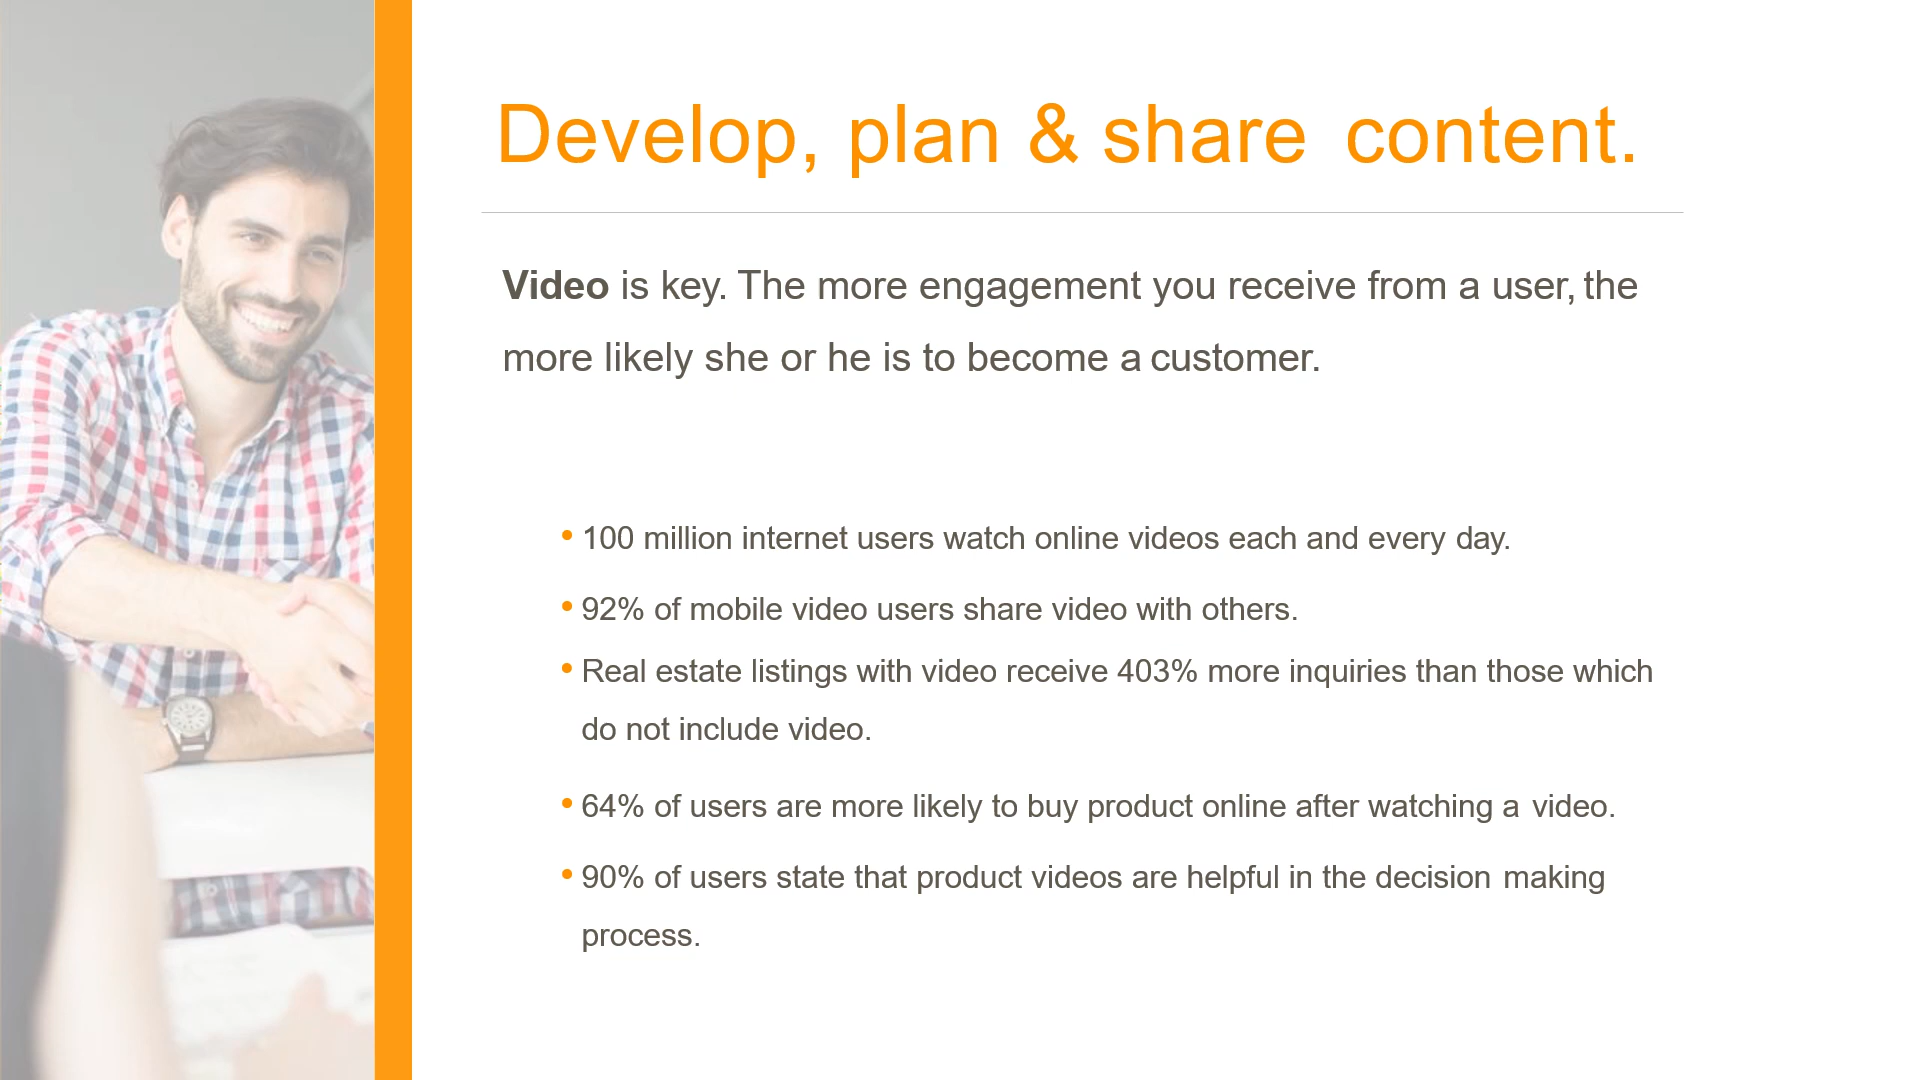 Develop, plan & share content.
Video is key. The more engagement you receive from a user, the
more likely she or he is to become a customer.
• 100 million internet users watch online videos each and every day.
• 92% of mobile video users share video with others.
• Real estate listings with video receive 403% more inquiries than those which
do not include video.
• 64% of users are more likely to buy product online after watching a video.
• 90% of users state that product videos are helpful in the decision making
process.